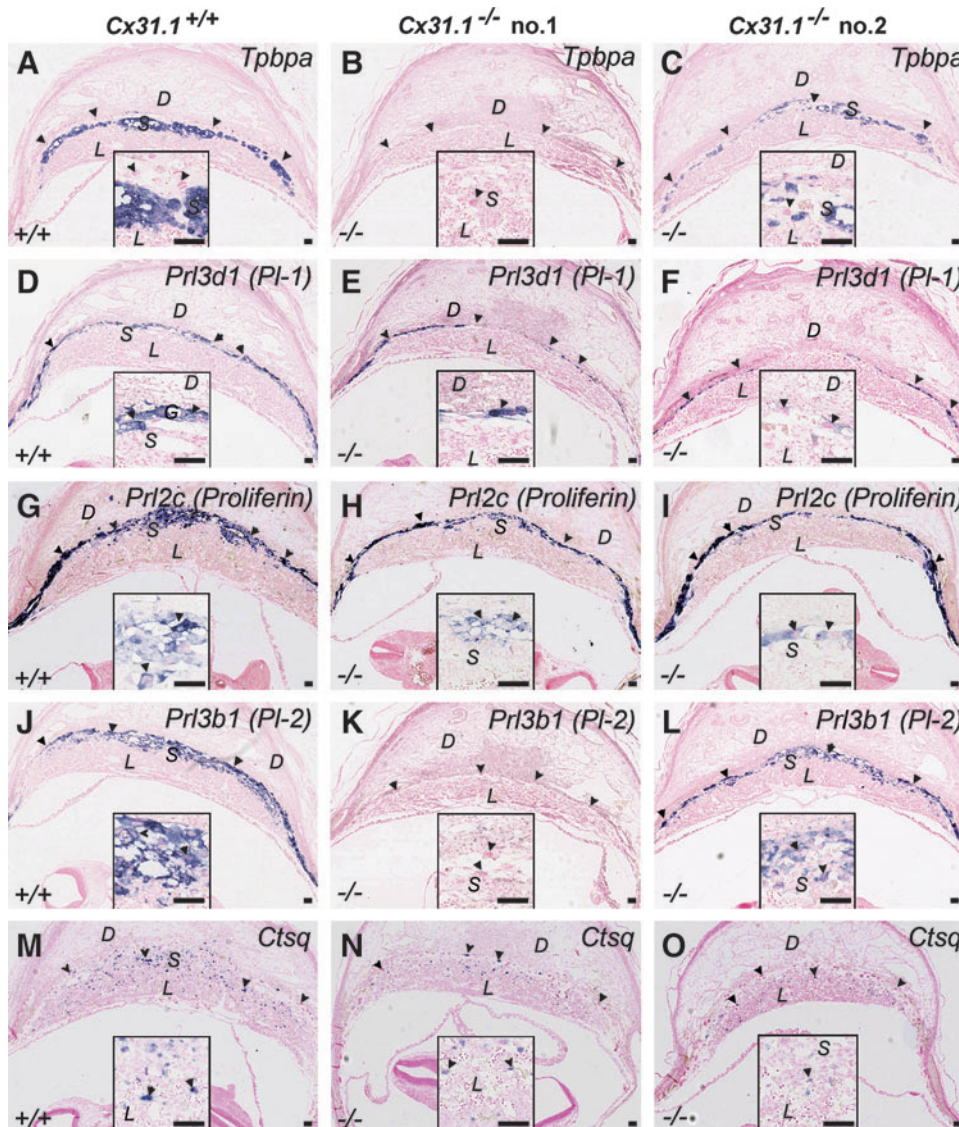 Cx31.1+/+ Cx31.1-/- no.1 Cx31.1-/- no.2
A Tpbpa B Tpbpa C Tpbpa
D D D
S S
L L L
D S D
S S
L L L
+/+ -/- -/-
D Prl3d1 (Pl-1) E Prl3d1 (Pl-1) F Prl3d1 (Pl-1)
D D D
S L L L
D D D
G
S
L L
+/+ -/- -/-
G Prl2c (Proliferin) H Prl2c (Proliferin) I Prl2c (Proliferin)
D S D S D S
L L L
S S
+/+ -/- -/-
J Prl3b1 (Pl-2) K Prl3b1 (Pl-2) L Prl3b1 (Pl-2)
L S D D D S
L L
S S
+/+ -/- -/-
M Ctsq N Ctsq O Ctsq
D D D
S
L L L
S
L L L
+/+ -/- -/-